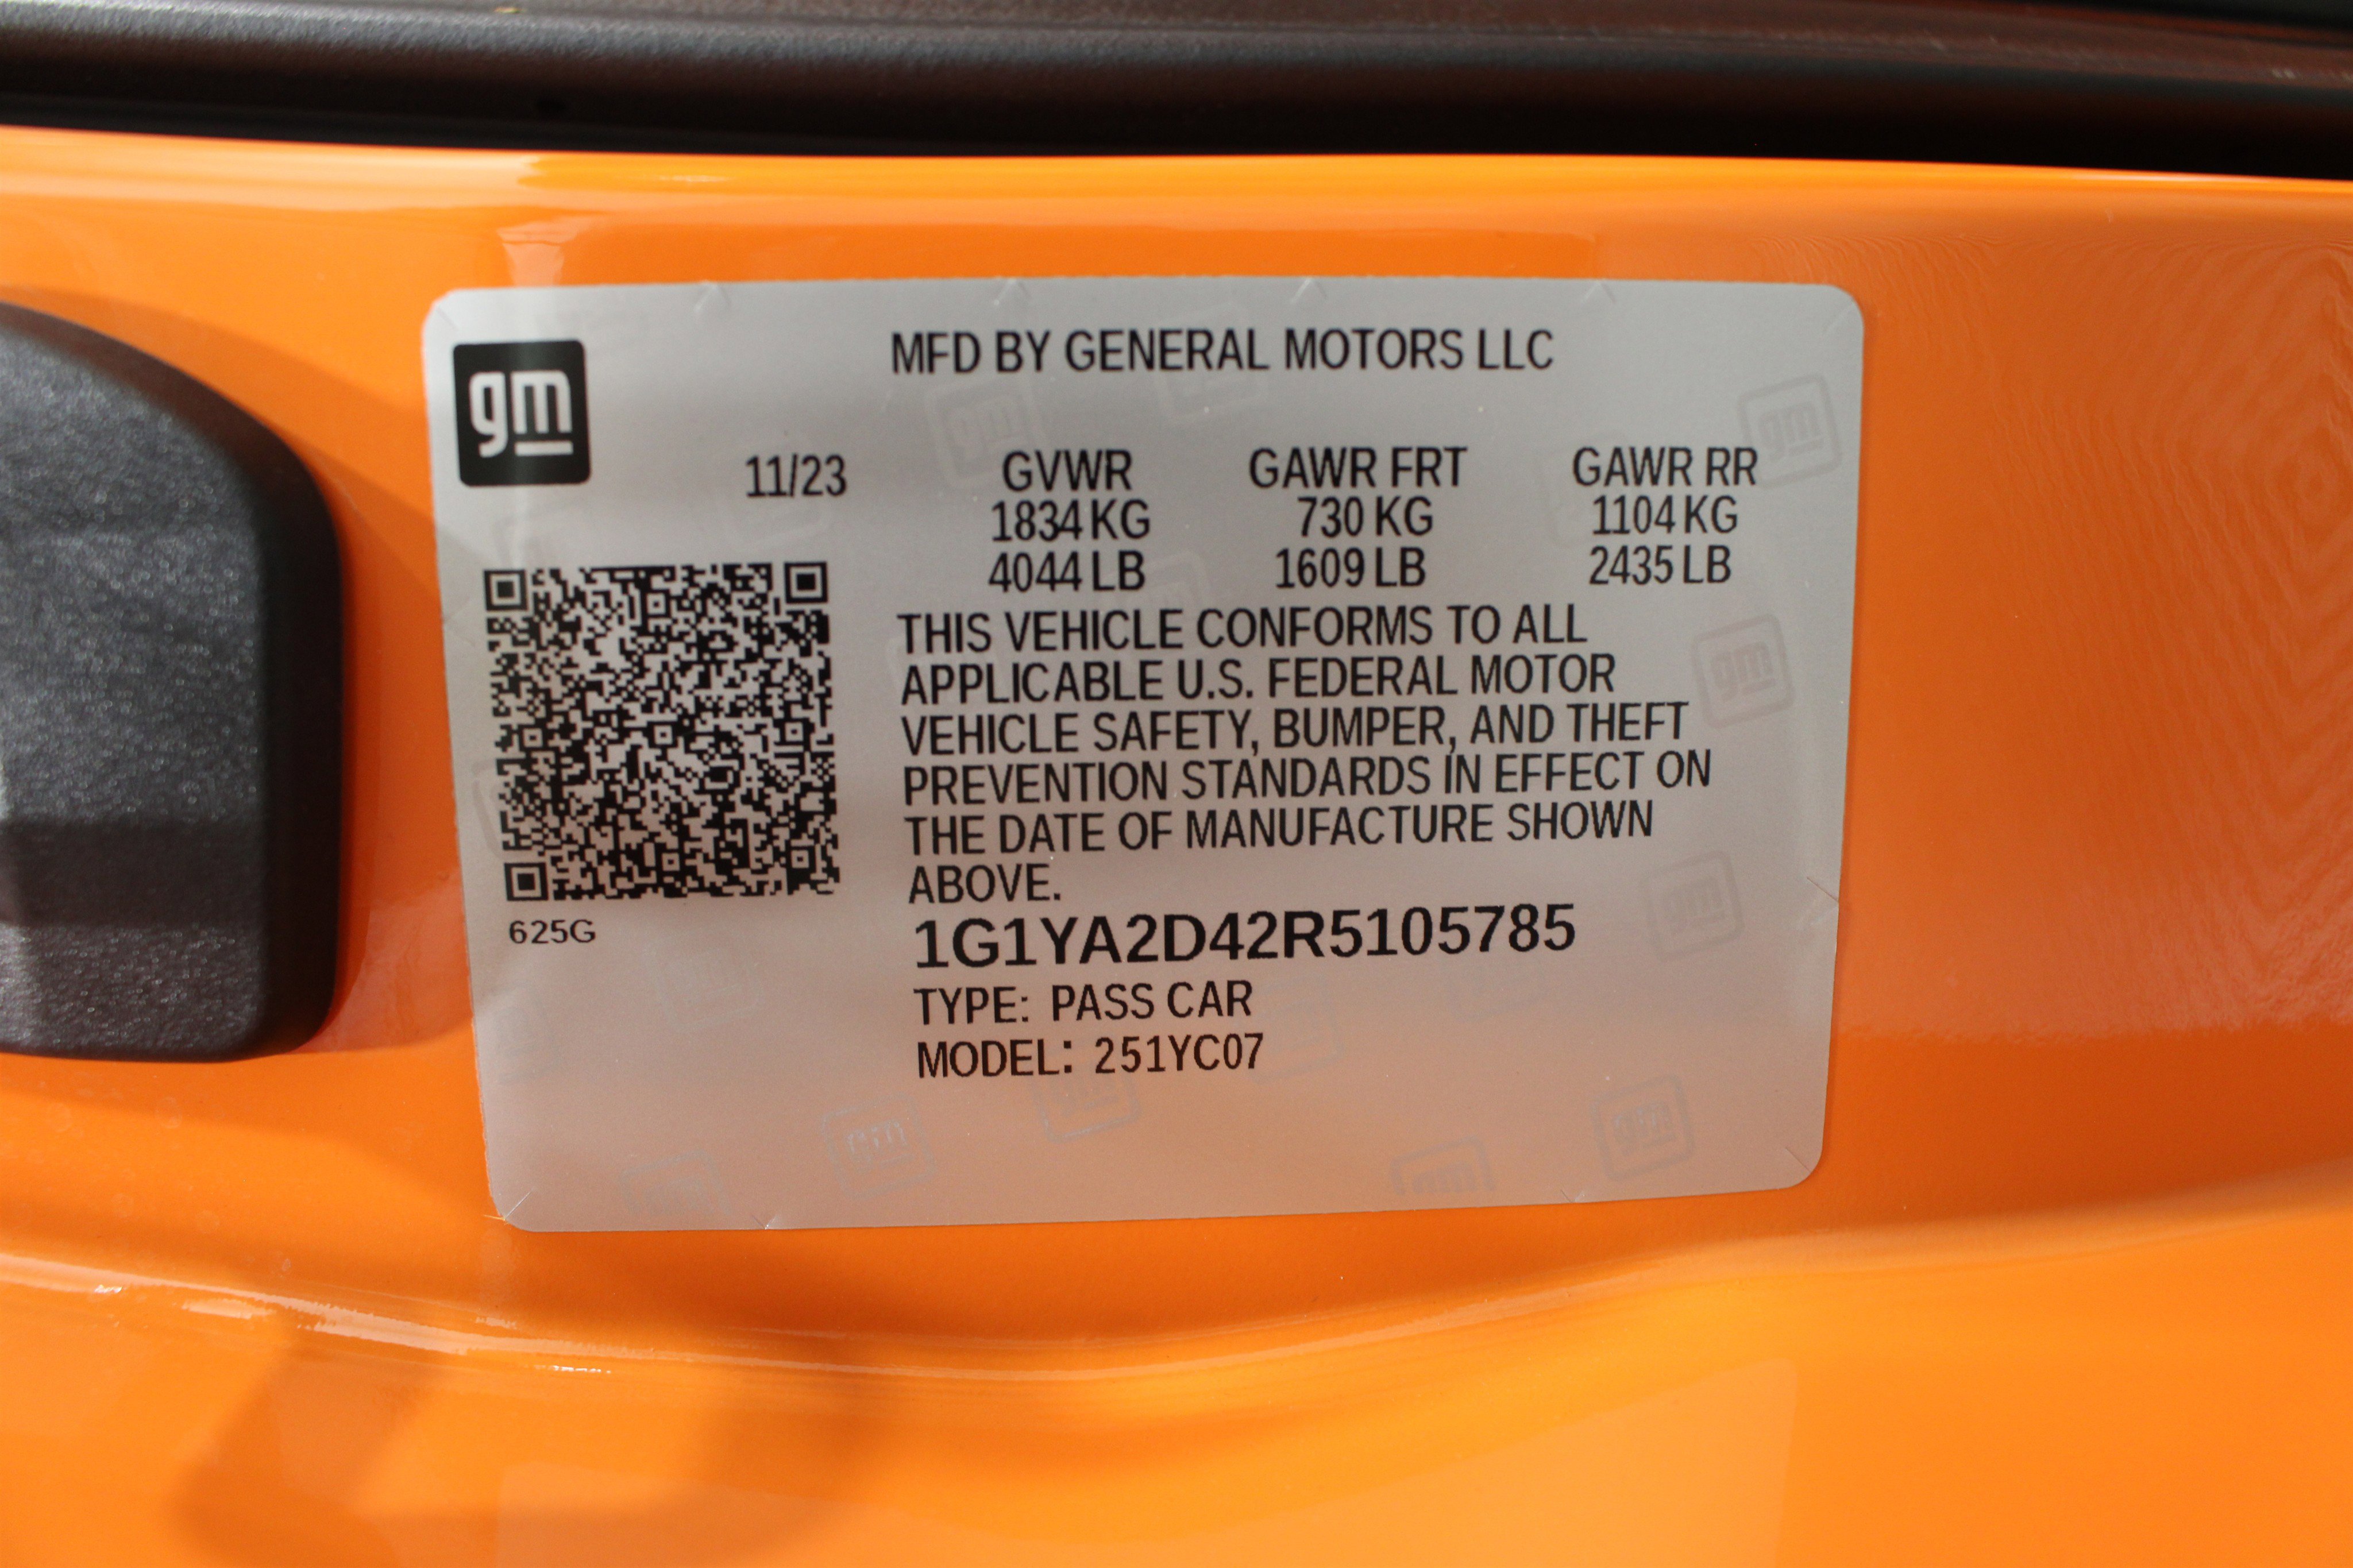 gm
MFD BY GENERAL MOTORS LLC
11/23 GVWR GAWR FRT GAWR RR
1834 KG 730 KG 1104 KG
4044 LB 1609 LB 2435 LB
THIS VEHICLE CONFORMS TO ALL
APPLICABLE U.S. FEDERAL MOTOR
VEHICLE SAFETY, BUMPER, AND THEFT
PREVENTION STANDARDS IN EFFECT ON
THE DATE OF MANUFACTURE SHOWN
ABOVE.
625G
1G1YA2D42R5105785
TYPE: PASS CAR
MODEL: 251YC07